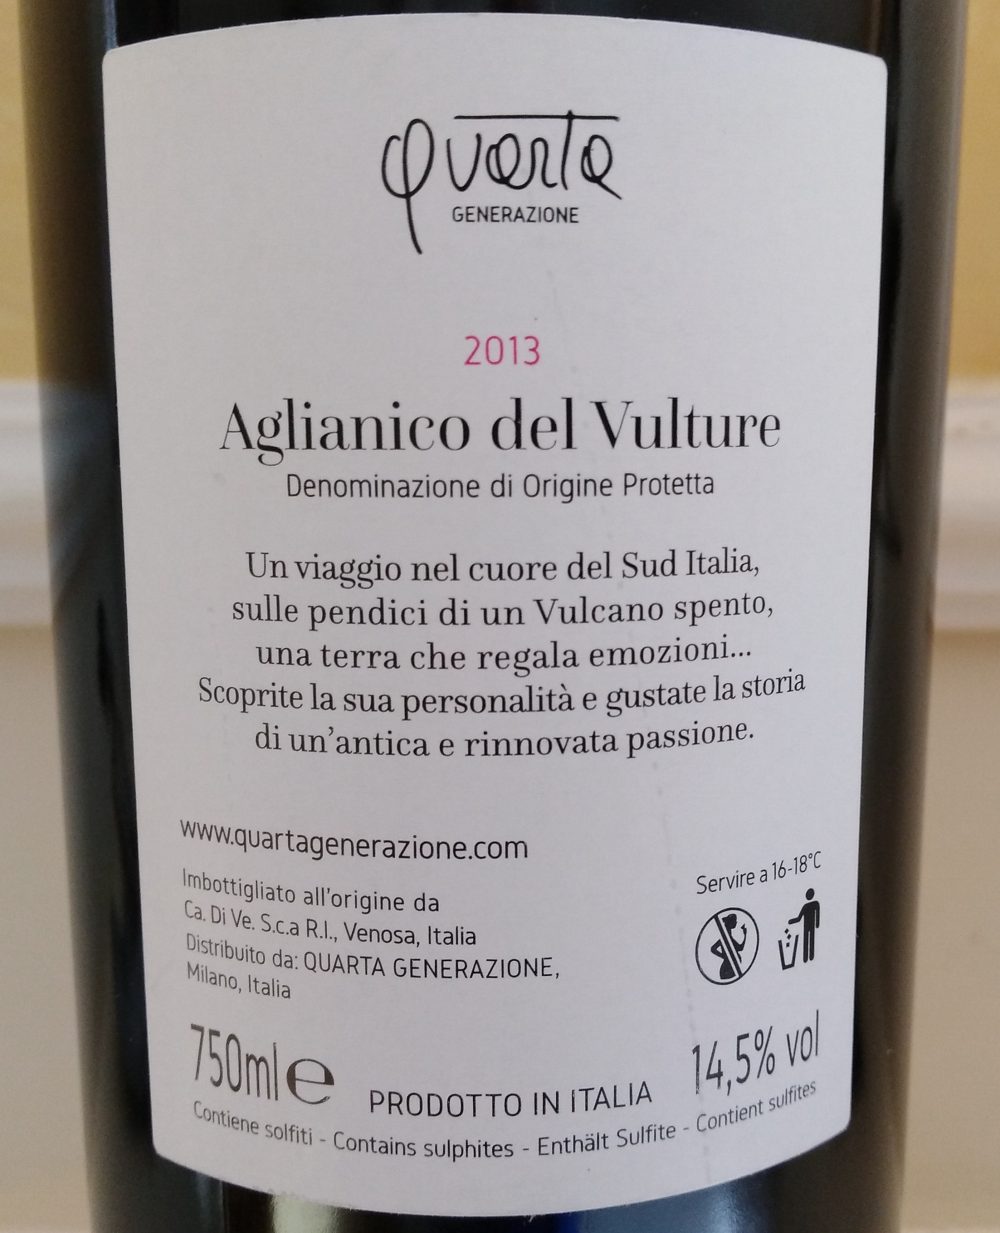 Quarta
GENERAZIONE
2013
Aglianico del Vulture
Denominazione di Origine Protetta
Un viaggio nel cuore del Sud Italia,
sulle pendici di un Vulcano spento,
una terra che regala emozioni...
Scoprite la sua personalità e gustate la storia
di un'antica e rinnovata passione.
www.quartagenerazione.com
Imbottigliato all'origine da
Ca. Di Ve. S.c.a R.l., Venosa, Italia
Distribuito da: QUARTA GENERAZIONE,
Milano, Italia
Servire a 16-18°C
750ml e
PRODOTTO IN ITALIA
14,5% vol
Contiene solfiti - Contains sulphites - Enthält Sulfite - Contient sulfites